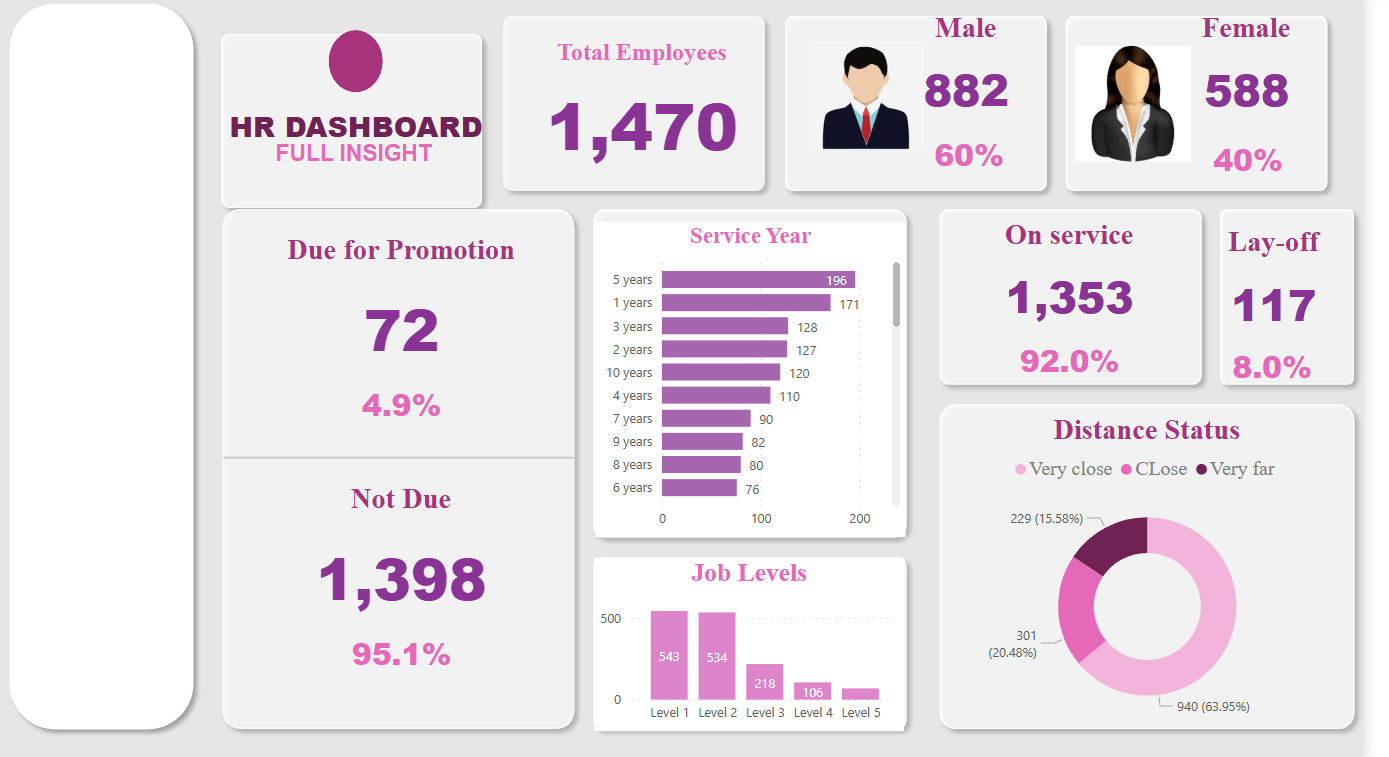 HR DASHBOARD
FULL INSIGHT
Total Employees
1,470
Male
882
60%
Female
588
40%
Due for Promotion
72
4.9%
Not Due
1,398
95.1%
Service Year
5 years 196
1 years 171
3 years 128
2 years 127
10 years 120
4 years 110
7 years 90
9 years 82
8 years 80
6 years 76
0 100 200
Job Levels
500
543 534 218 106
0
Level 1 Level 2 Level 3 Level 4 Level 5
On service
1,353
92.0%
Lay-off
117
8.0%
Distance Status
Very close CLose Very far
229 (15.58%)
301
(20.48%)
940 (63.95%)